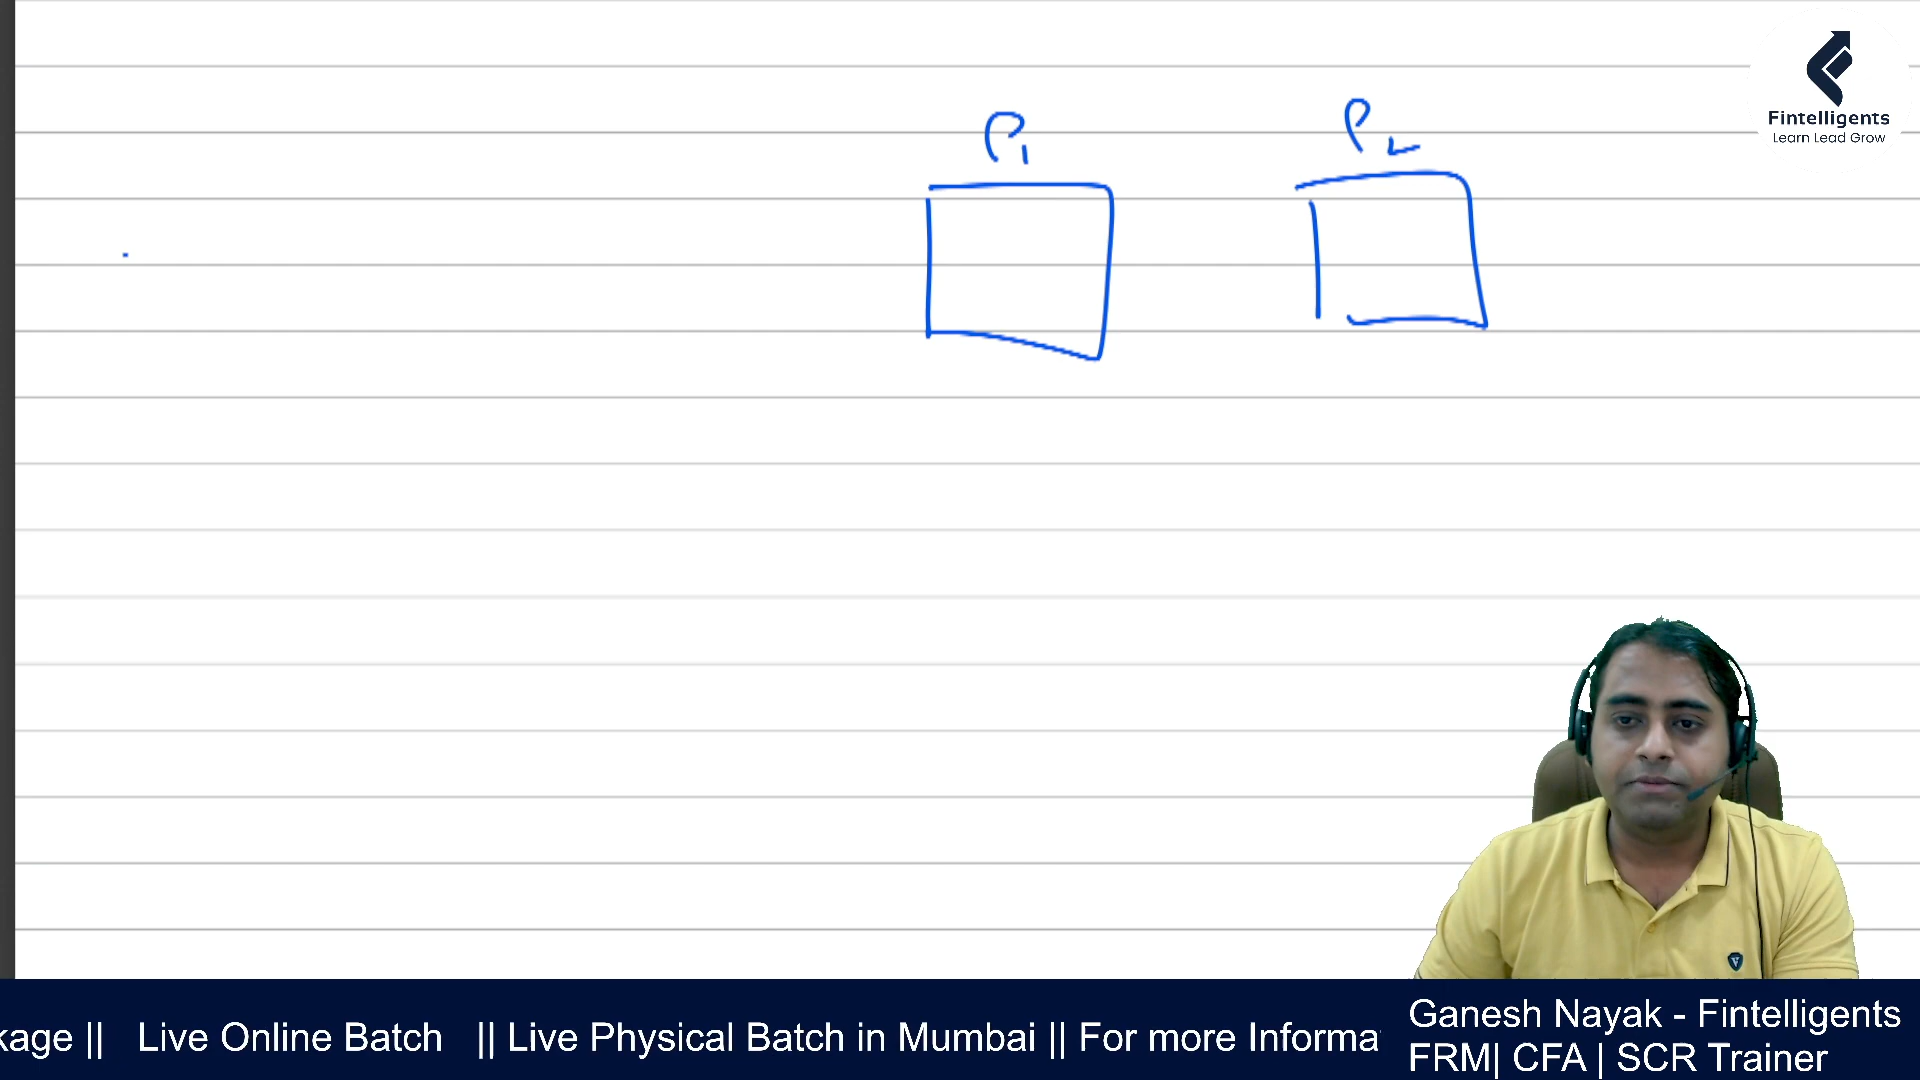 Fintelligents
Learn Lead Grow
P1
P2
kage || Live Online Batch || Live Physical Batch in Mumbai || For more Informa
Ganesh Nayak - Fintelligents
FRM| CFA | SCR Trainer